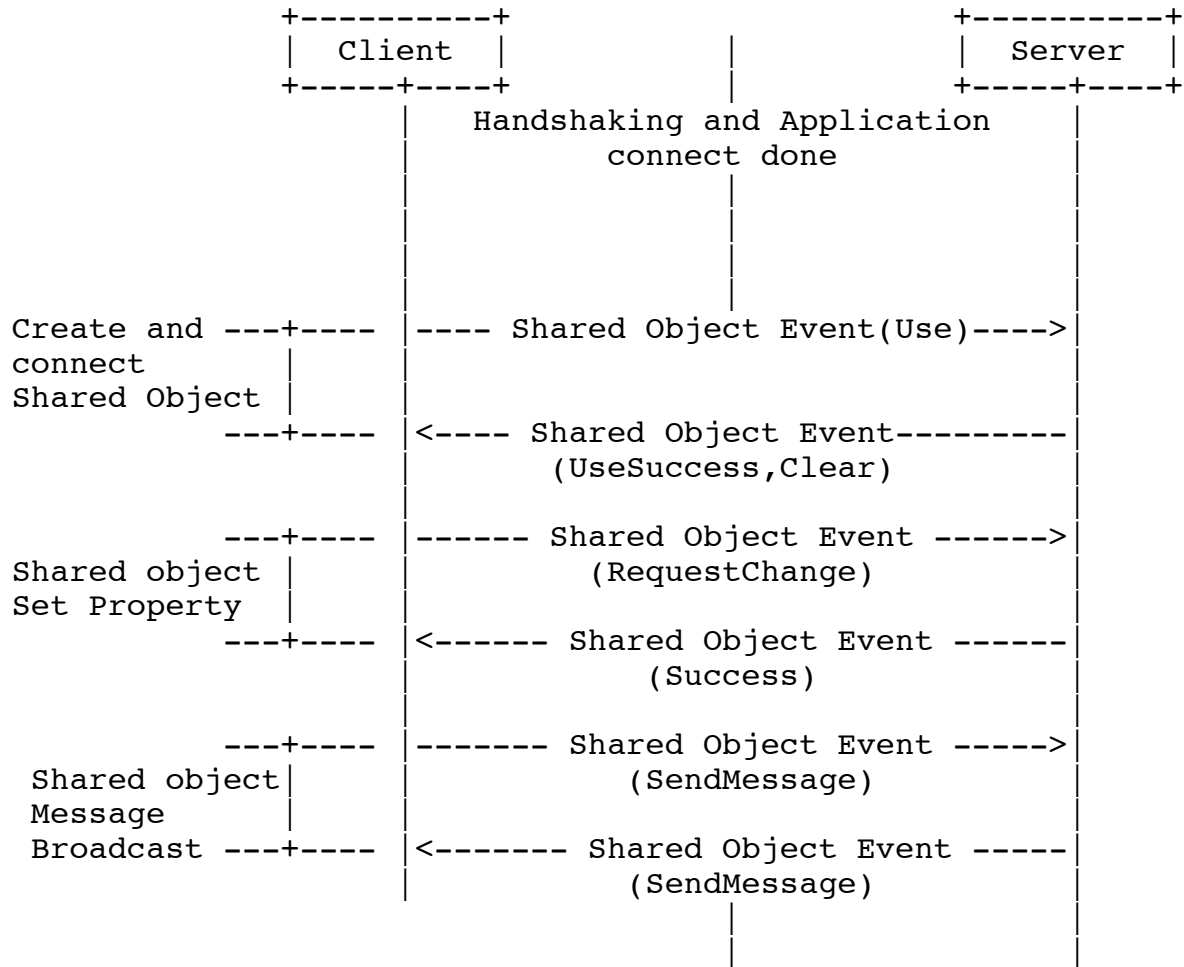 Client Server
Handshaking and Application
connect done
Create and ---+---- |---- Shared Object Event(Use)---->|
connect
Shared Object
---+---- |<---- Shared Object Event---------|
(UseSuccess,Clear)
---+---- |------ Shared Object Event ------>|
Shared object (RequestChange)
Set Property
---+---- |<------ Shared Object Event ------|
(Success)
---+---- |------- Shared Object Event ----->|
Shared object (SendMessage)
Message
Broadcast ---+---- |<------- Shared Object Event -----|
(SendMessage)